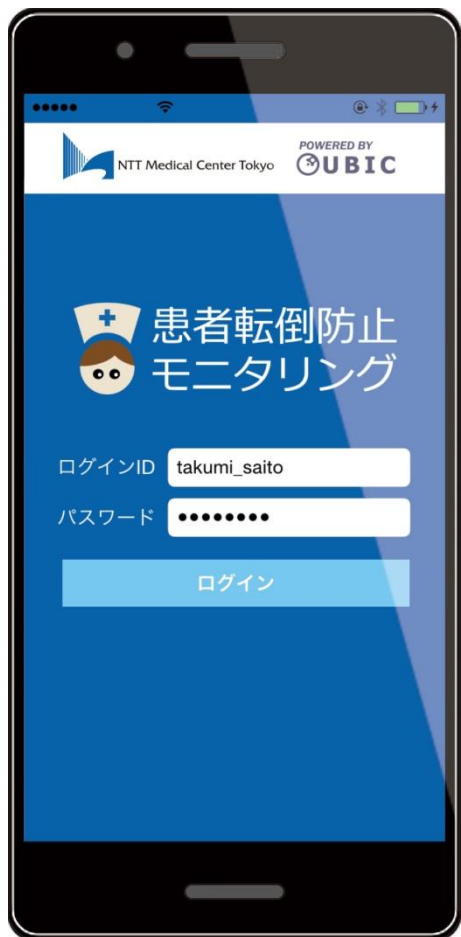 NTT Medical Center Tokyo
POWERED BY
UBIC
患者転倒防止
モニタリング
ログインID takumi_saito
パスワード ●●●●●●●●
ログイン